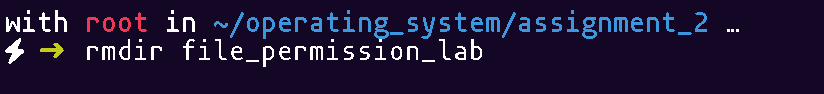 with root in ~/operating_system/assignment_2 …
⚡ ➜ rmdir file_permission_lab